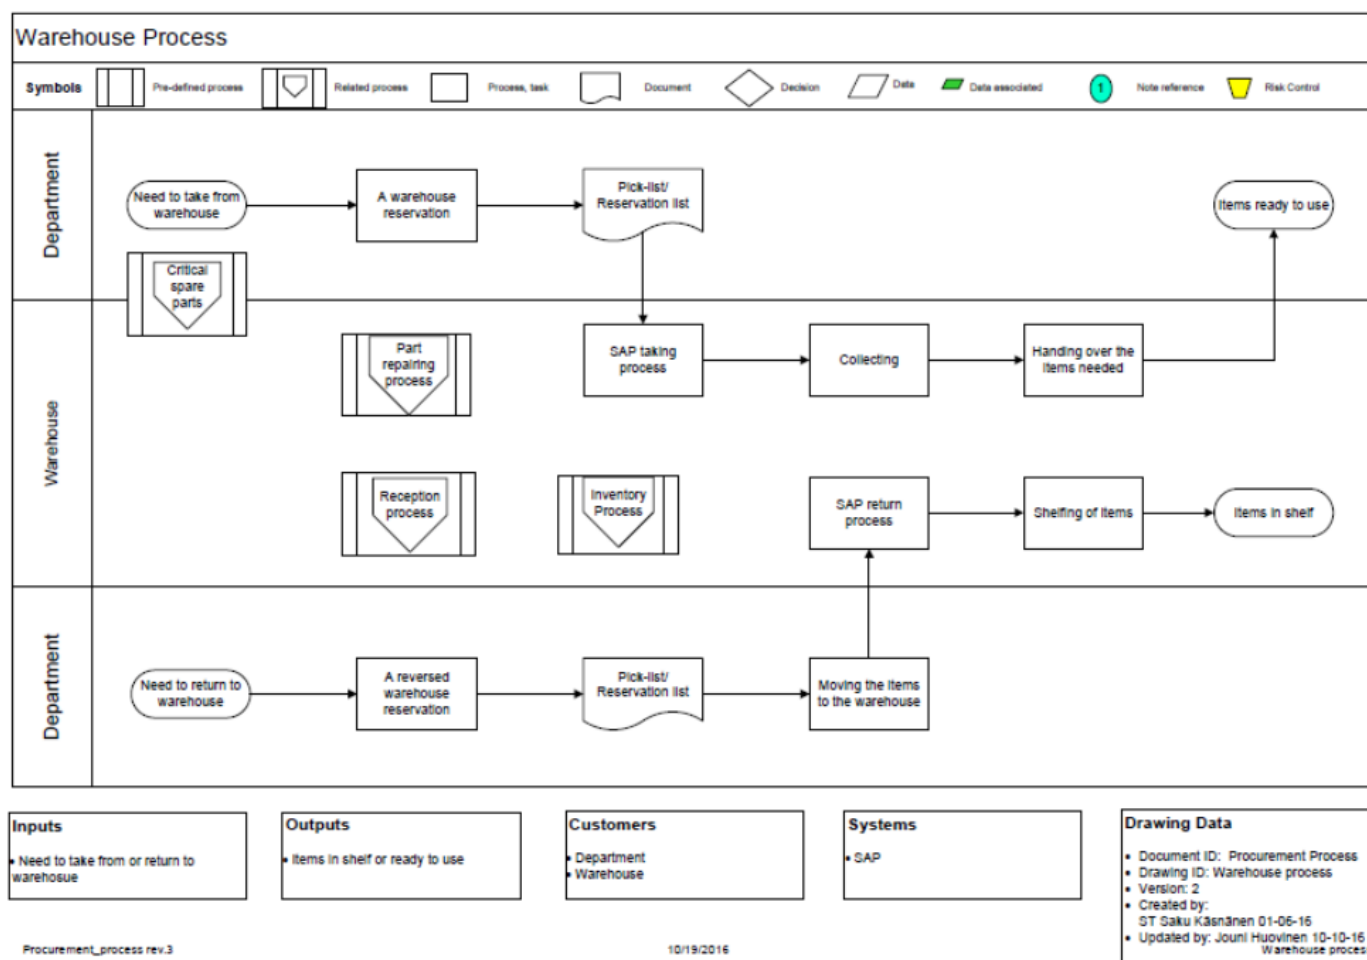 Warehouse Process
Symbols
Pre-defined process
Related process
Process, task
Document
Decision
Data
Data associated
1
Note reference
Risk Control
Department
Need to take from
warehouse
A warehouse
reservation
Pick-list/
Reservation list
Items ready to use
Critical
spare
parts
Warehouse
Part
repairing
process
SAP taking
process
Collecting
Handing over the
items needed
Reception
process
Inventory
Process
SAP return
process
Shelfing of items
Items in shelf
Department
Need to return to
warehouse
A reversed
warehouse
reservation
Pick-list/
Reservation list
Moving the items
to the warehouse
Inputs
• Need to take from or return to
warehosue
Outputs
• Items in shelf or ready to use
Customers
• Department
• Warehouse
Systems
• SAP
Drawing Data
• Document ID: Procurement Process
• Drawing ID: Warehouse process
• Version: 2
• Created by:
ST Saku Käsnänen 01-06-16
• Updated by: Jouni Huovinen 10-10-16
Procurement_process rev.3
10/19/2016
Warehouse proces